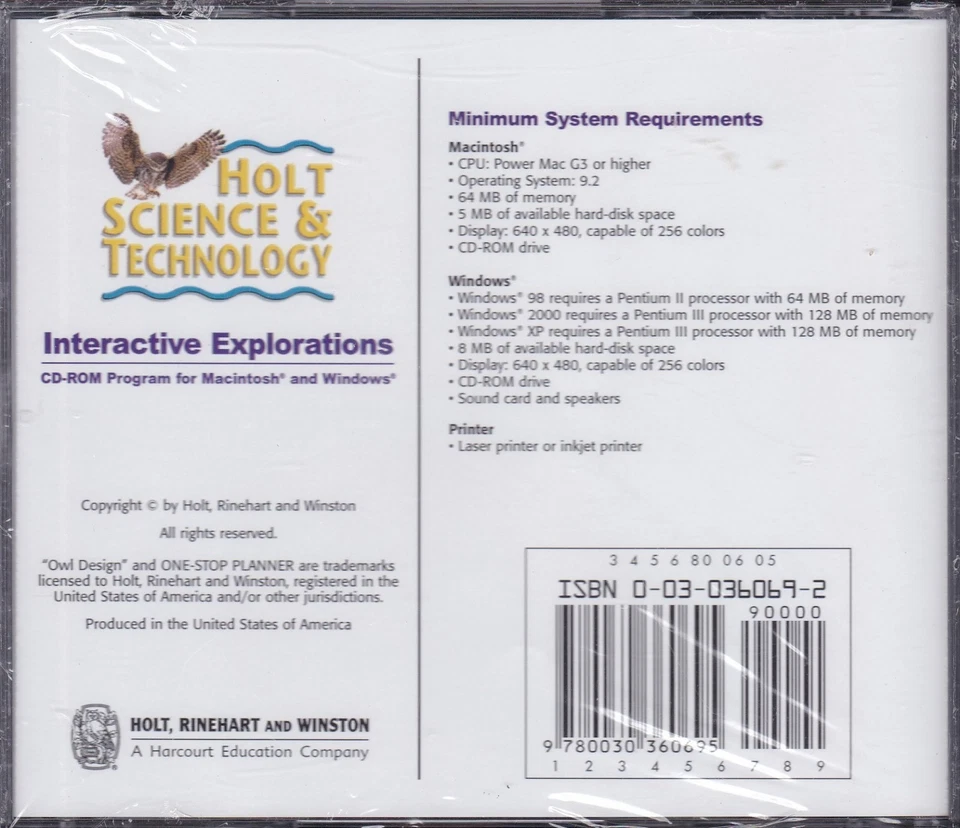 HOLT
SCIENCE &
TECHNOLOGY
Interactive Explorations
CD-ROM Program for Macintosh® and Windows®
Copyright © by Holt, Rinehart and Winston
All rights reserved.
"Owl Design" and ONE-STOP PLANNER are trademarks
licensed to Holt, Rinehart and Winston, registered in the
United States of America and/or other jurisdictions.
Produced in the United States of America
HOLT, RINEHART AND WINSTON
A Harcourt Education Company
Minimum System Requirements
Macintosh®
• CPU: Power Mac G3 or higher
• Operating System: 9.2
• 64 MB of memory
• 5 MB of available hard-disk space
• Display: 640 x 480, capable of 256 colors
• CD-ROM drive
Windows®
• Windows® 98 requires a Pentium II processor with 64 MB of memory
• Windows® 2000 requires a Pentium III processor with 128 MB of memory
• Windows® XP requires a Pentium III processor with 128 MB of memory
• 8 MB of available hard-disk space
• Display: 640 x 480, capable of 256 colors
• CD-ROM drive
• Sound card and speakers
Printer
• Laser printer or inkjet printer
3 4 5 6 80 0 6 05
ISBN 0-03-036069-2
90000
9 780030 360695
1 2 3 4 5 6 7 8 9